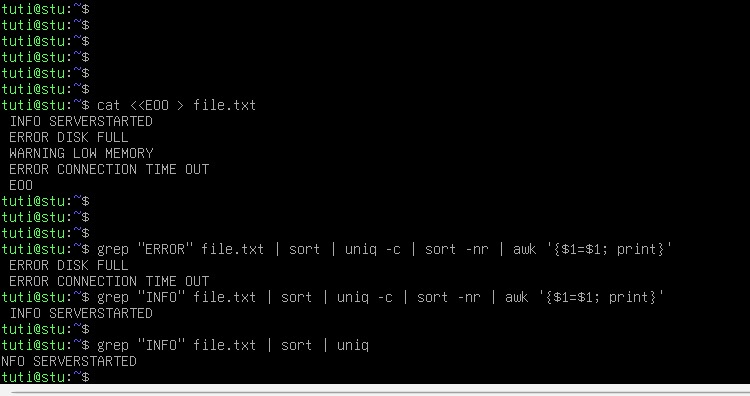 tuti@stu:~$
tuti@stu:~$
tuti@stu:~$
tuti@stu:~$
tuti@stu:~$
tuti@stu:~$
tuti@stu:~$ cat <<EOO > file.txt
INFO SERVERSTARTED
ERROR DISK FULL
WARNING LOW MEMORY
ERROR CONNECTION TIME OUT
EOO
tuti@stu:~$
tuti@stu:~$
tuti@stu:~$
tuti@stu:~$ grep "ERROR" file.txt | sort | uniq -c | sort -nr | awk '{$1=$1; print}'
ERROR DISK FULL
ERROR CONNECTION TIME OUT
tuti@stu:~$ grep "INFO" file.txt | sort | uniq -c | sort -nr | awk '{$1=$1; print}'
INFO SERVERSTARTED
tuti@stu:~$
tuti@stu:~$ grep "INFO" file.txt | sort | uniq
NFO SERVERSTARTED
tuti@stu:~$